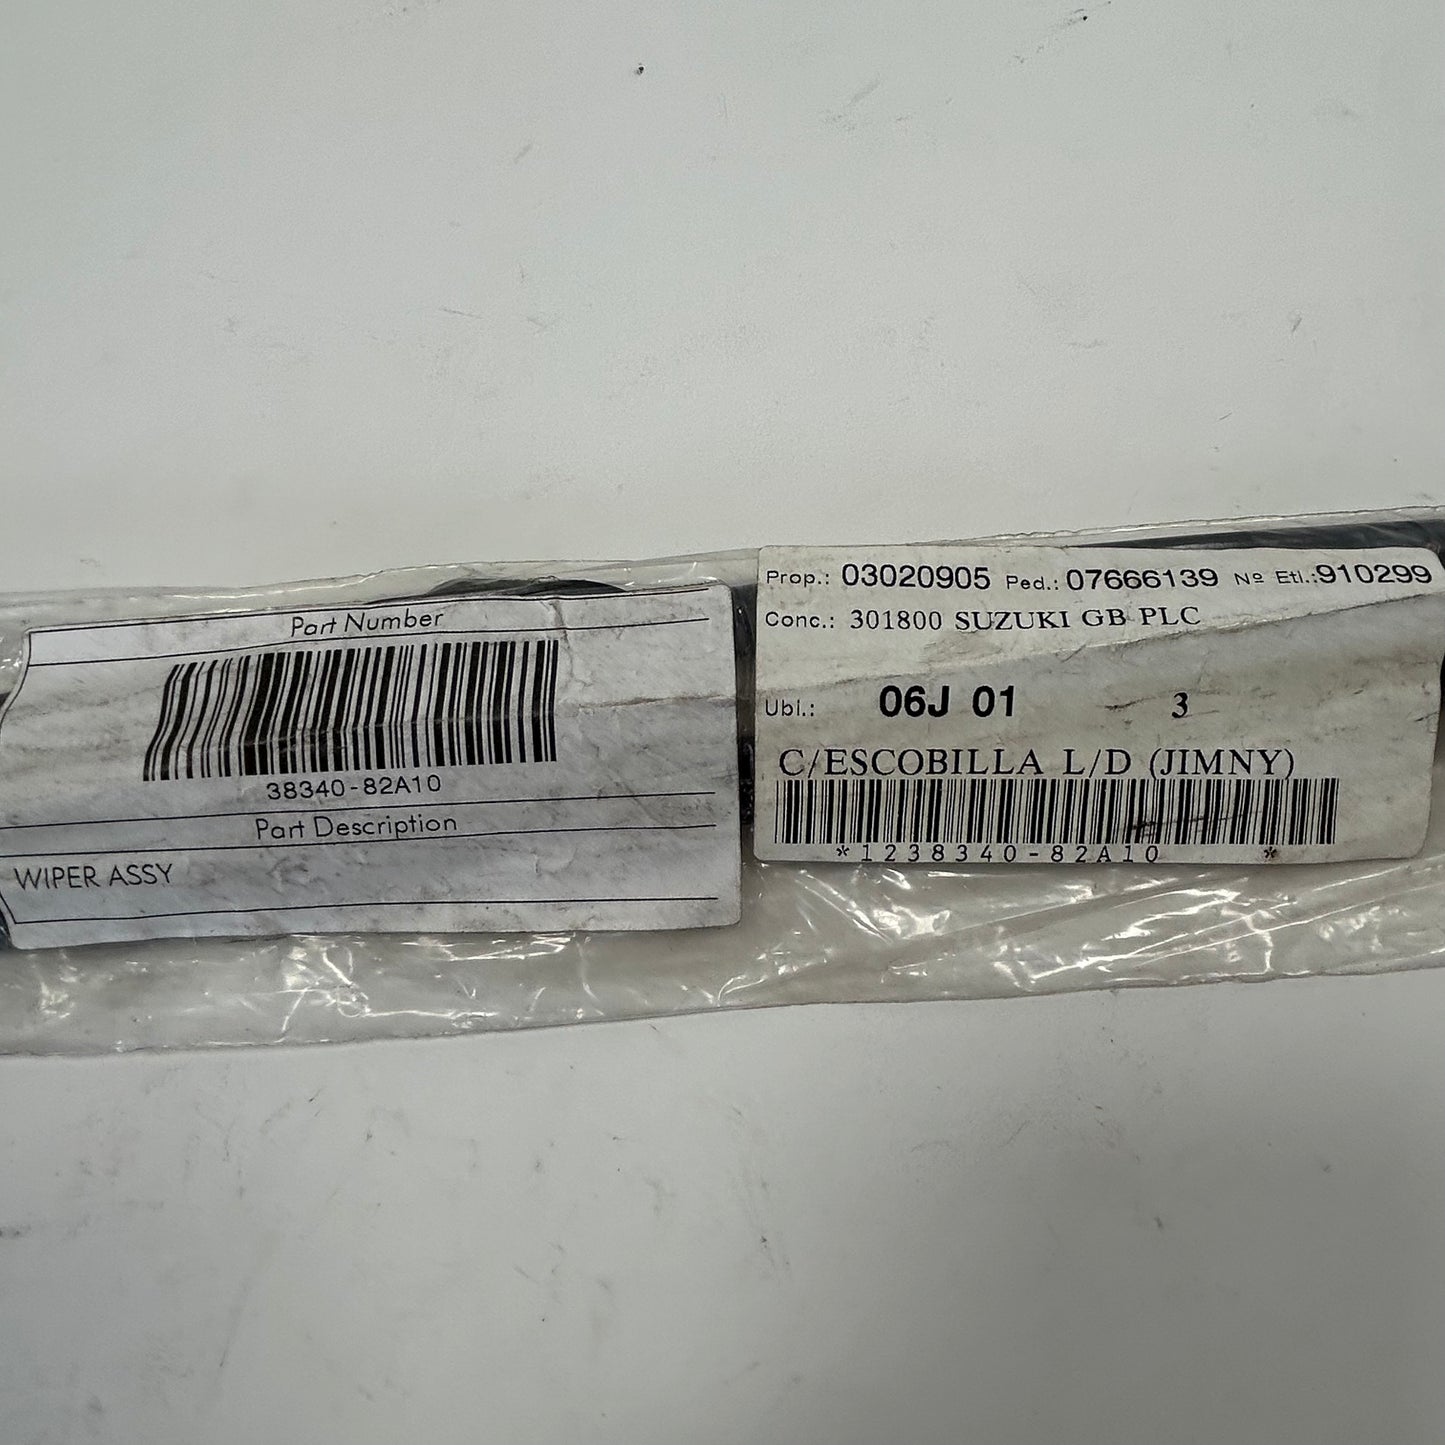 Part Number
38340-82A10
Part Description
WIPER ASSY
Prop.: 03020905 Ped.: 07666139 Nº Etl.:910299
Conc.: 301800 SUZUKI GB PLC
Ubi.: 06J 01 3
C/ESCOBILLA L/D (JIMNY)
*1238340-82A10 *